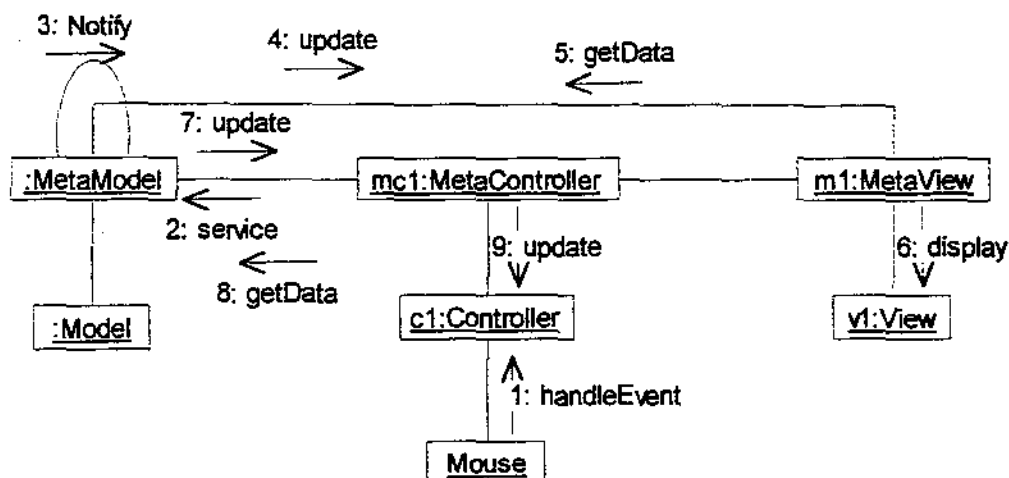 3: Notify
4: update
5: getData
7: update
:MetaModel
mc1:MetaController
m1:MetaView
2: service
9: update
6: display
8: getData
:Model
c1:Controller
v1:View
1: handleEvent
Mouse